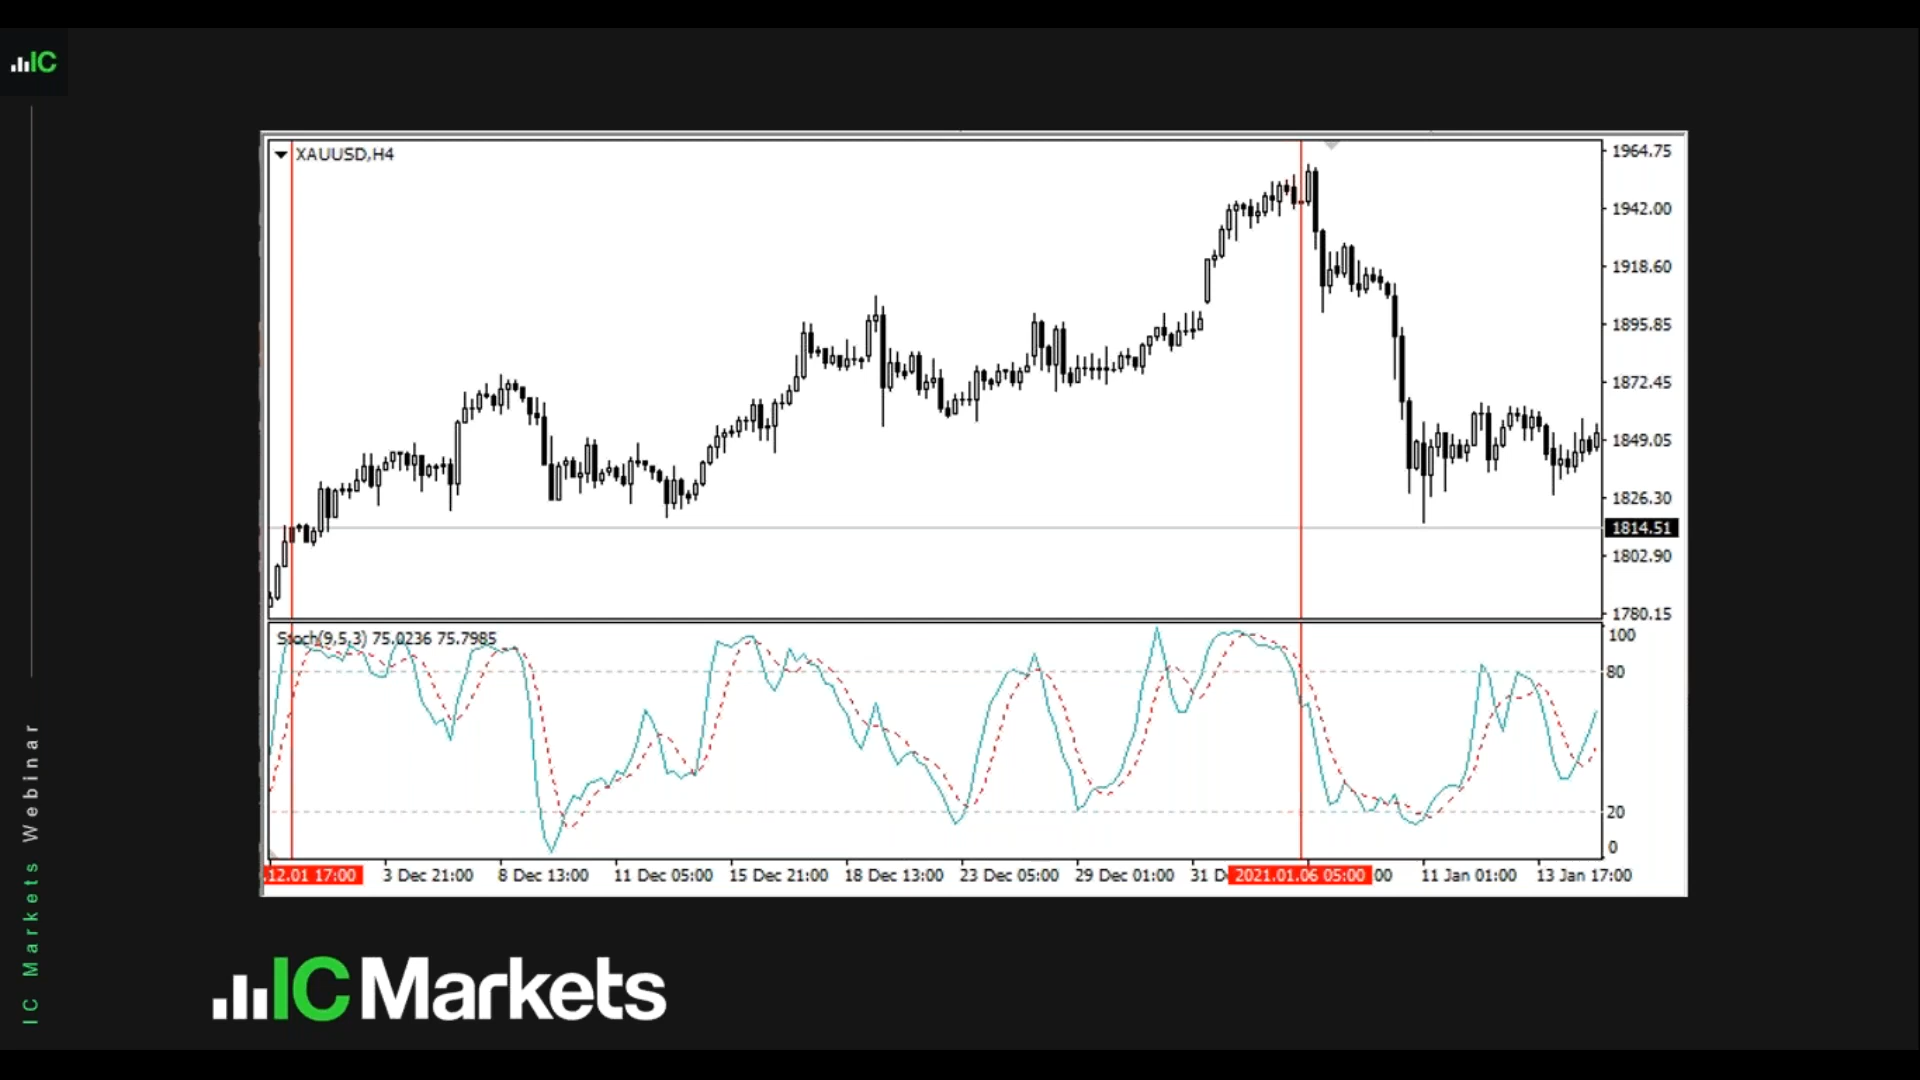 IC
XAUUSD,H4
1964.75
1942.00
1918.60
1895.85
1872.45
1849.05
1826.30
1814.51
1802.90
1780.15
Stoch(9,5,3) 75.0236 75.7985
100
80
20
0
.12.01 17:00 3 Dec 21:00 8 Dec 13:00 11 Dec 05:00 15 Dec 21:00 18 Dec 13:00 23 Dec 05:00 29 Dec 01:00 31 D 2021.01.06 05:00 00 11 Jan 01:00 13 Jan 17:00
IC Markets Webinar
IC Markets